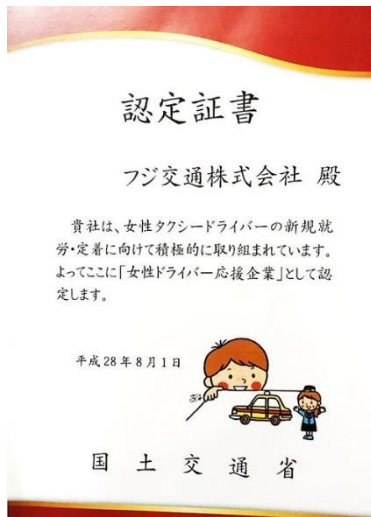 認定証書
フジ交通株式会社 殿
貴社は、女性タクシードライバーの新規就
労・定着に向けて積極的に取り組まれています。
よってここに「女性ドライバー応援企業」として認
定します。
平成28年8月1日
国土交通省